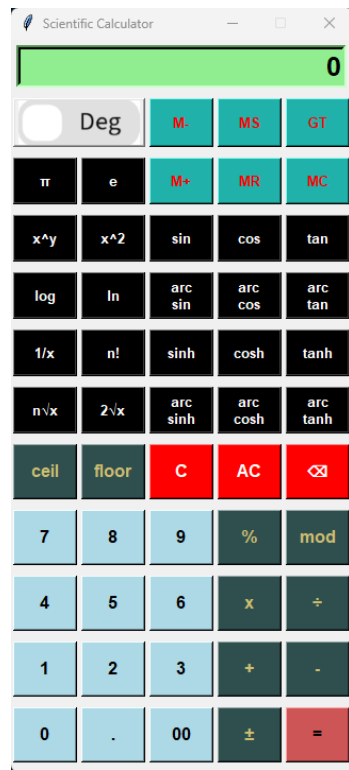 Scientific Calculator
0
Deg M- MS GT
π e M+ MR MC
x^y x^2 sin cos tan
log ln arc sin arc cos arc tan
1/x n! sinh cosh tanh
n√x 2√x arc sinh arc cosh arc tanh
ceil floor C AC ⌫
7 8 9 % mod
4 5 6 x ÷
1 2 3 + -
0 . 00 ± =